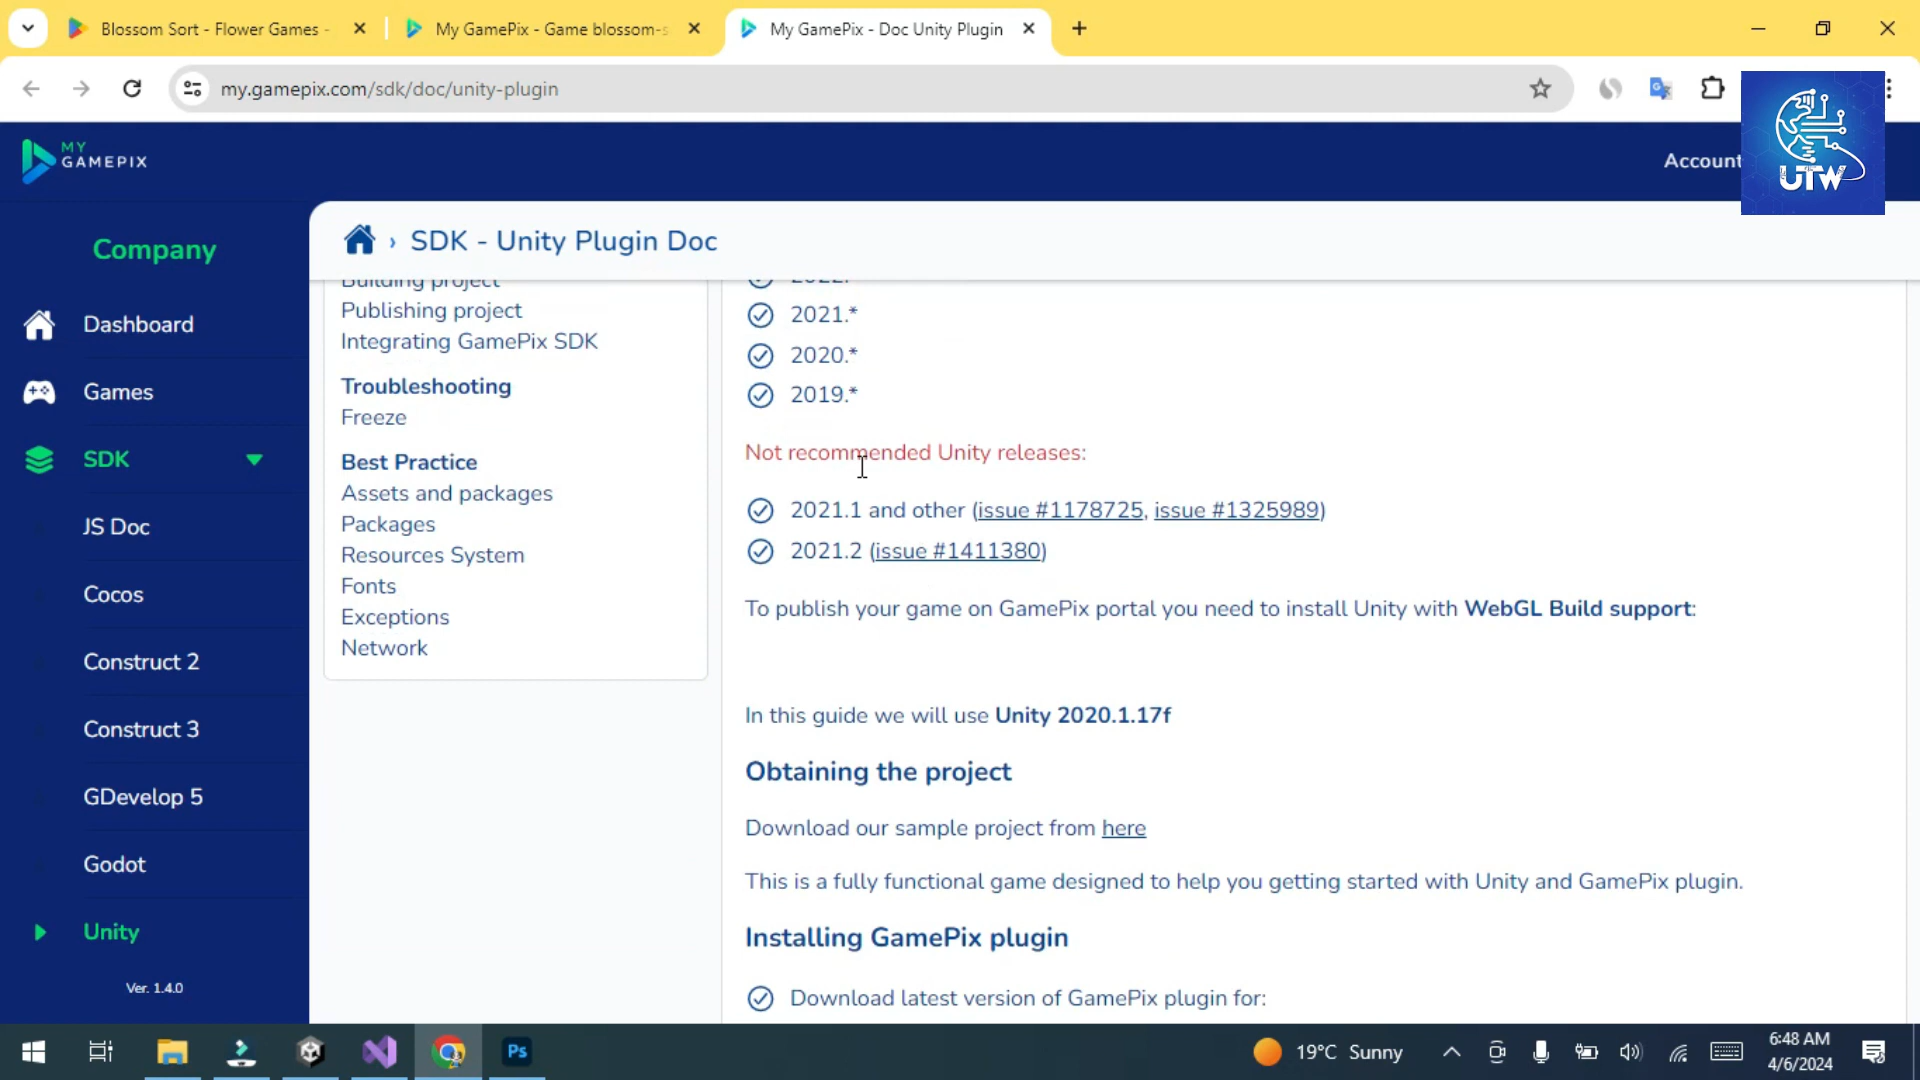 Blossom Sort - Flower Games -
My GamePix - Game blossom-s
My GamePix - Doc Unity Plugin
my.gamepix.com/sdk/doc/unity-plugin
MY
GAMEPIX
Account
UTW
SDK - Unity Plugin Doc
Company
Dashboard
Games
SDK
JS Doc
Cocos
Construct 2
Construct 3
GDevelop 5
Godot
Unity
Ver. 1.4.0
Building project
Publishing project
Integrating GamePix SDK
Troubleshooting
Freeze
Best Practice
Assets and packages
Packages
Resources System
Fonts
Exceptions
Network
2022.*
2021.*
2020.*
2019.*
Not recommended Unity releases:
2021.1 and other (issue #1178725, issue #1325989)
2021.2 (issue #1411380)
To publish your game on GamePix portal you need to install Unity with WebGL Build support:
In this guide we will use Unity 2020.1.17f
Obtaining the project
Download our sample project from here
This is a fully functional game designed to help you getting started with Unity and GamePix plugin.
Installing GamePix plugin
Download latest version of GamePix plugin for:
Ps
19°C Sunny
6:48 AM
4/6/2024